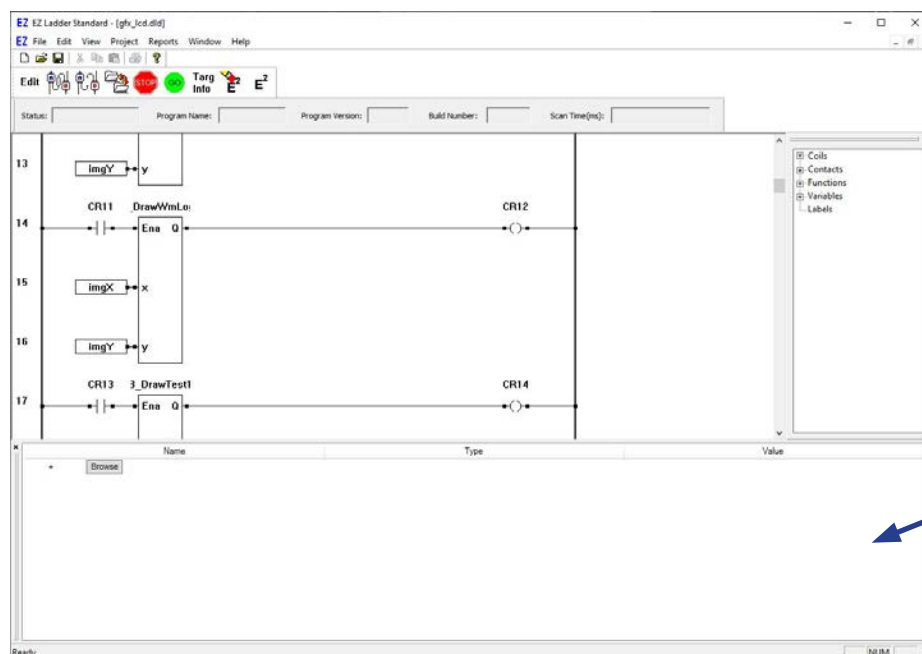 EZ EZ Ladder Standard - [gfx_lcd.dld]
EZ File Edit View Project Reports Window Help
Edit STOP GO Targ Info E² E²
Status: Program Name: Program Version: Build Number: Scan Time(ms):
13 imgY y
CR11 _DrawWmLo CR12
14 Ena Q
15 imgX x
16 imgY y
CR13 3_DrawTest1 CR14
17 Ena Q
Coils
Contacts
Functions
Variables
Labels
Name Type Value
+ Browse
Ready NUM